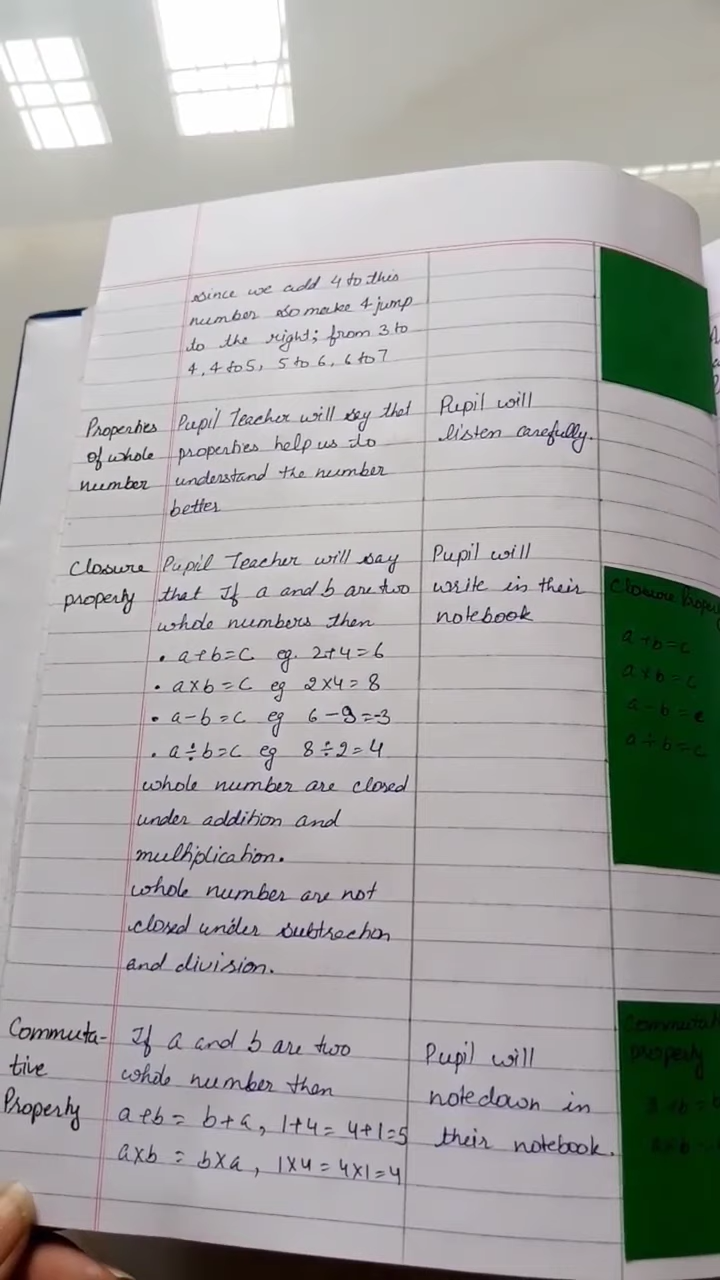 since we add 4 to this
number so make 4 jump
to the right; from 3 to
4, 4 to 5, 5 to 6, 6 to 7
Properties
of whole
number
Pupil Teacher will say that
properties help us to
understand the number
better
Pupil will
listen carefully.
Closure
property
Pupil Teacher will say
that If a and b are two
whole numbers then
• a+b=c eg. 2+4=6
• a×b=c eg 2×4=8
• a-b=c eg 6-9=-3
• a÷b=c eg 8÷2=4
whole number are closed
under addition and
multiplication.
whole number are not
closed under subtraction
and division.
Pupil will
write in their
notebook
Closure
a+b=c
a×b=c
a-b=c
a÷b=c
Commuta-
tive
Property
If a and b are two
whole number then
a+b = b+a, 1+4=4+1=5
a×b = b×a, 1×4=4×1=4
Pupil will
notedown in
their notebook.
property